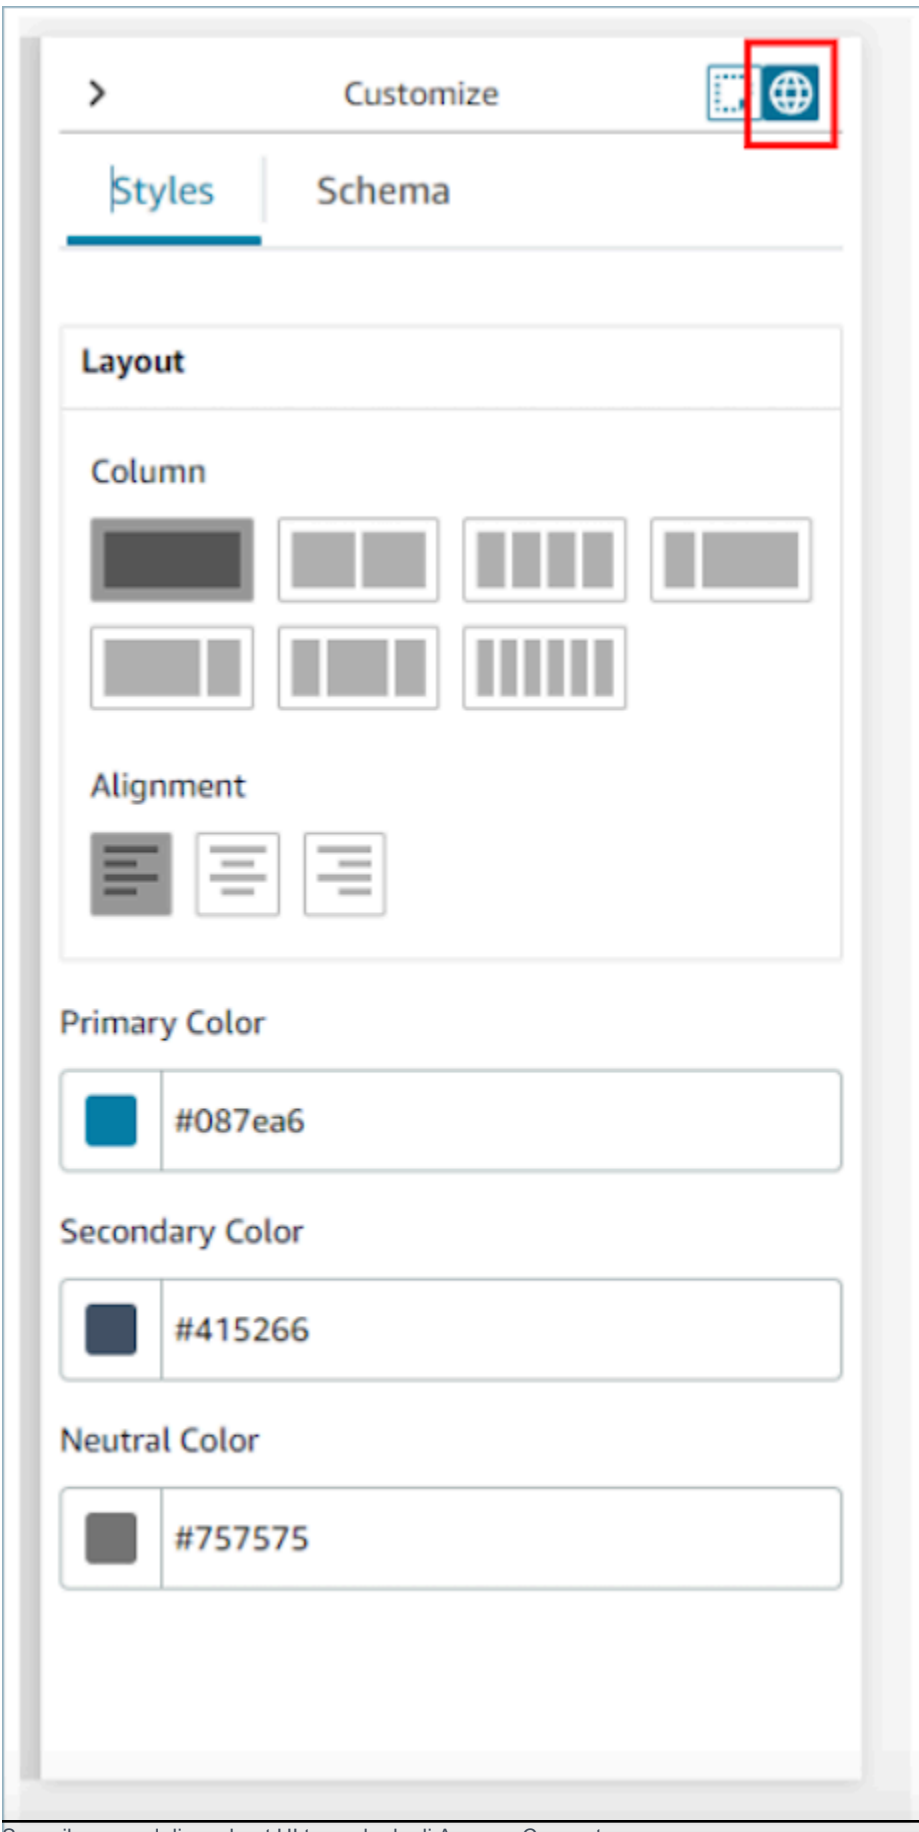 Customize
Styles
Schema
Layout
Column
Alignment
Primary Color
#087ea6
Secondary Color
#415266
Neutral Color
#757575